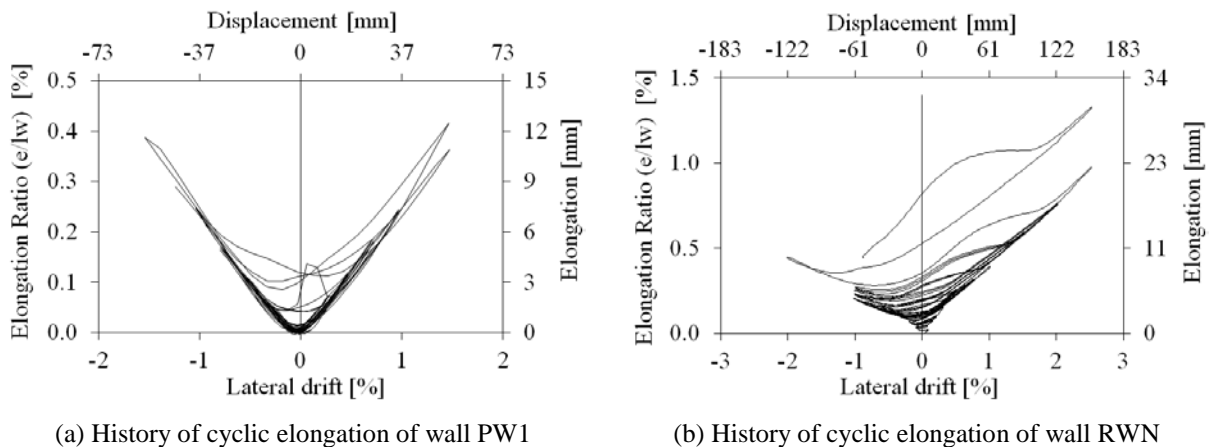 Displacement [mm]
-73 -37 0 37 73
0.5 15
0.4 12
0.3 9
0.2 6
0.1 3
0.0 0
Elongation Ratio (e/lw) [%]
Elongation [mm]
-2 -1 0 1 2
Lateral drift [%]
(a) History of cyclic elongation of wall PW1
Displacement [mm]
-183 -122 -61 0 61 122 183
1.5 34
1.0 23
0.5 11
0.0 0
Elongation Ratio (e/lw) [%]
Elongation [mm]
-3 -2 -1 0 1 2 3
Lateral drift [%]
(b) History of cyclic elongation of wall RWN